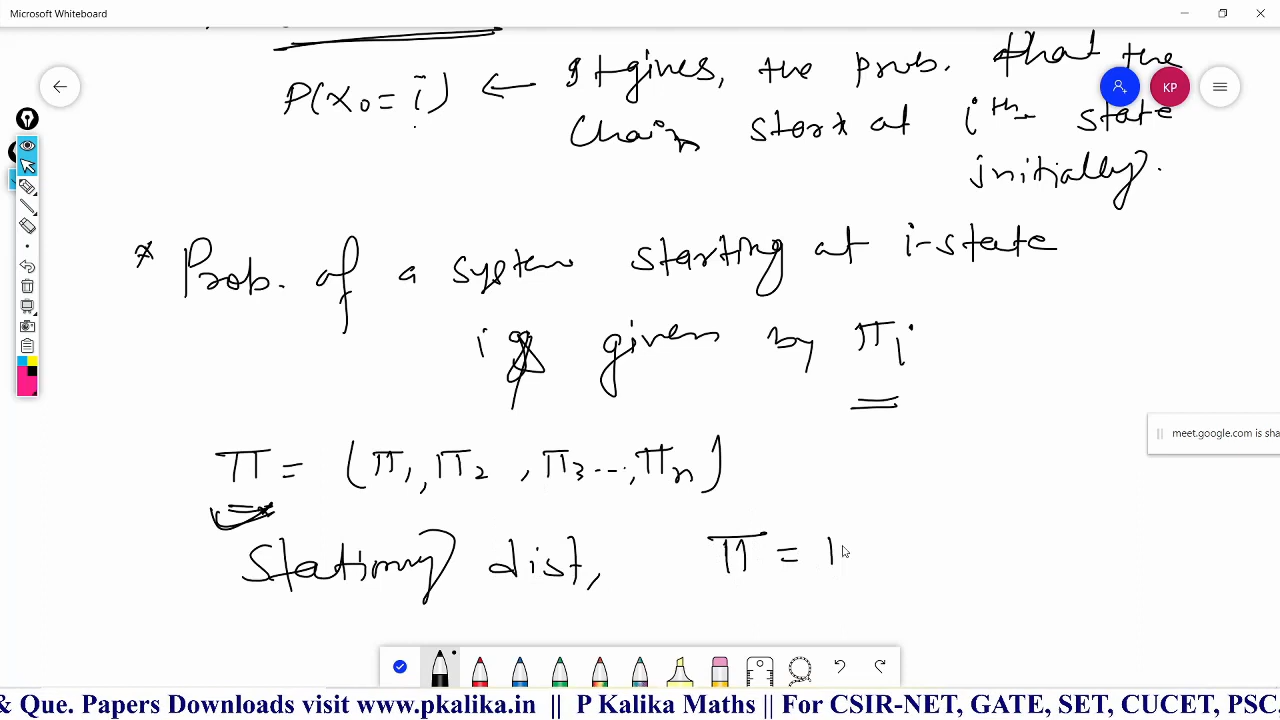 Microsoft Whiteboard
P(X0 = i) ← It gives, the prob. that the
chain start at i th state
initially.
KP
* Prob. of a system starting at i-state
is given by πi
π = (π1, π2, π3 ..., πn)
meet.google.com is sha
Stationary dist, π =
& Que. Papers Downloads visit www.pkalika.in || P Kalika Maths || For CSIR-NET, GATE, SET, CUCET, PSC,